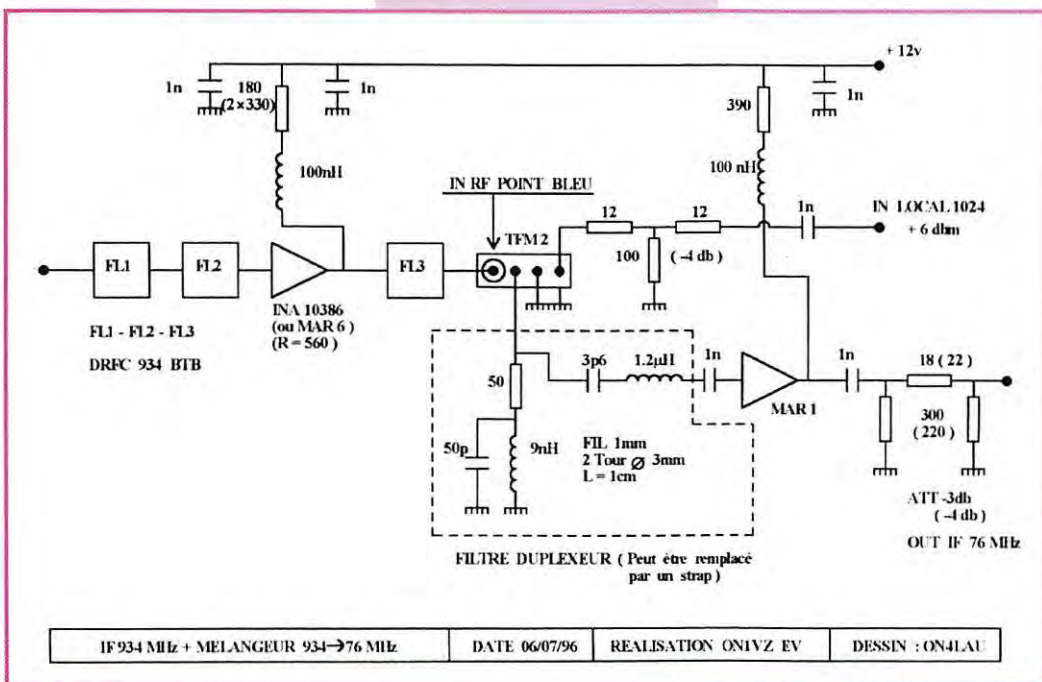 + 12v
1n
180
(2×330)
1n
390
1n
100nH
100 nH
IN RF POINT BLEU
TFM 2
12
12
1n
IN LOCAL 1024
+ 6 dbm
100
( -4 db )
FL1
FL2
FL3
INA 10386
(ou MAR 6 )
(R = 560 )
FL1 - FL2 - FL3
DRFC 934 BTB
3p6
1.2µH
1n
MAR 1
1n
18 ( 22 )
50
300
( 220 )
50p
9nH
FIL 1mm
2 Tour Ø 3mm
L = 1cm
ATT -3db
( -4 db )
OUT IF 76 MHz
FILTRE DUPLEXEUR ( Peut être remplacé
par un strap )
IF 934 MHz + MELANGEUR 934→76 MHz
DATE 06/07/96
REALISATION ON1VZ EV
DESSIN : ON4LAU